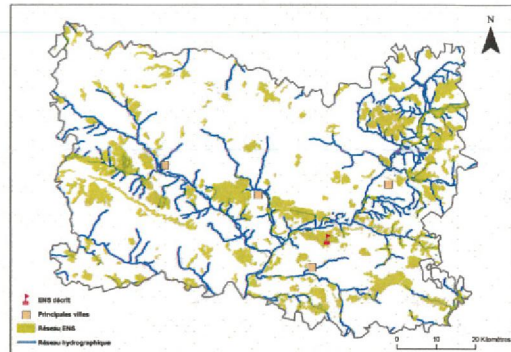 N
ENS décrit
Principales villes
Réseau ENS
Réseau hydrographique
0 10 20 Kilomètres